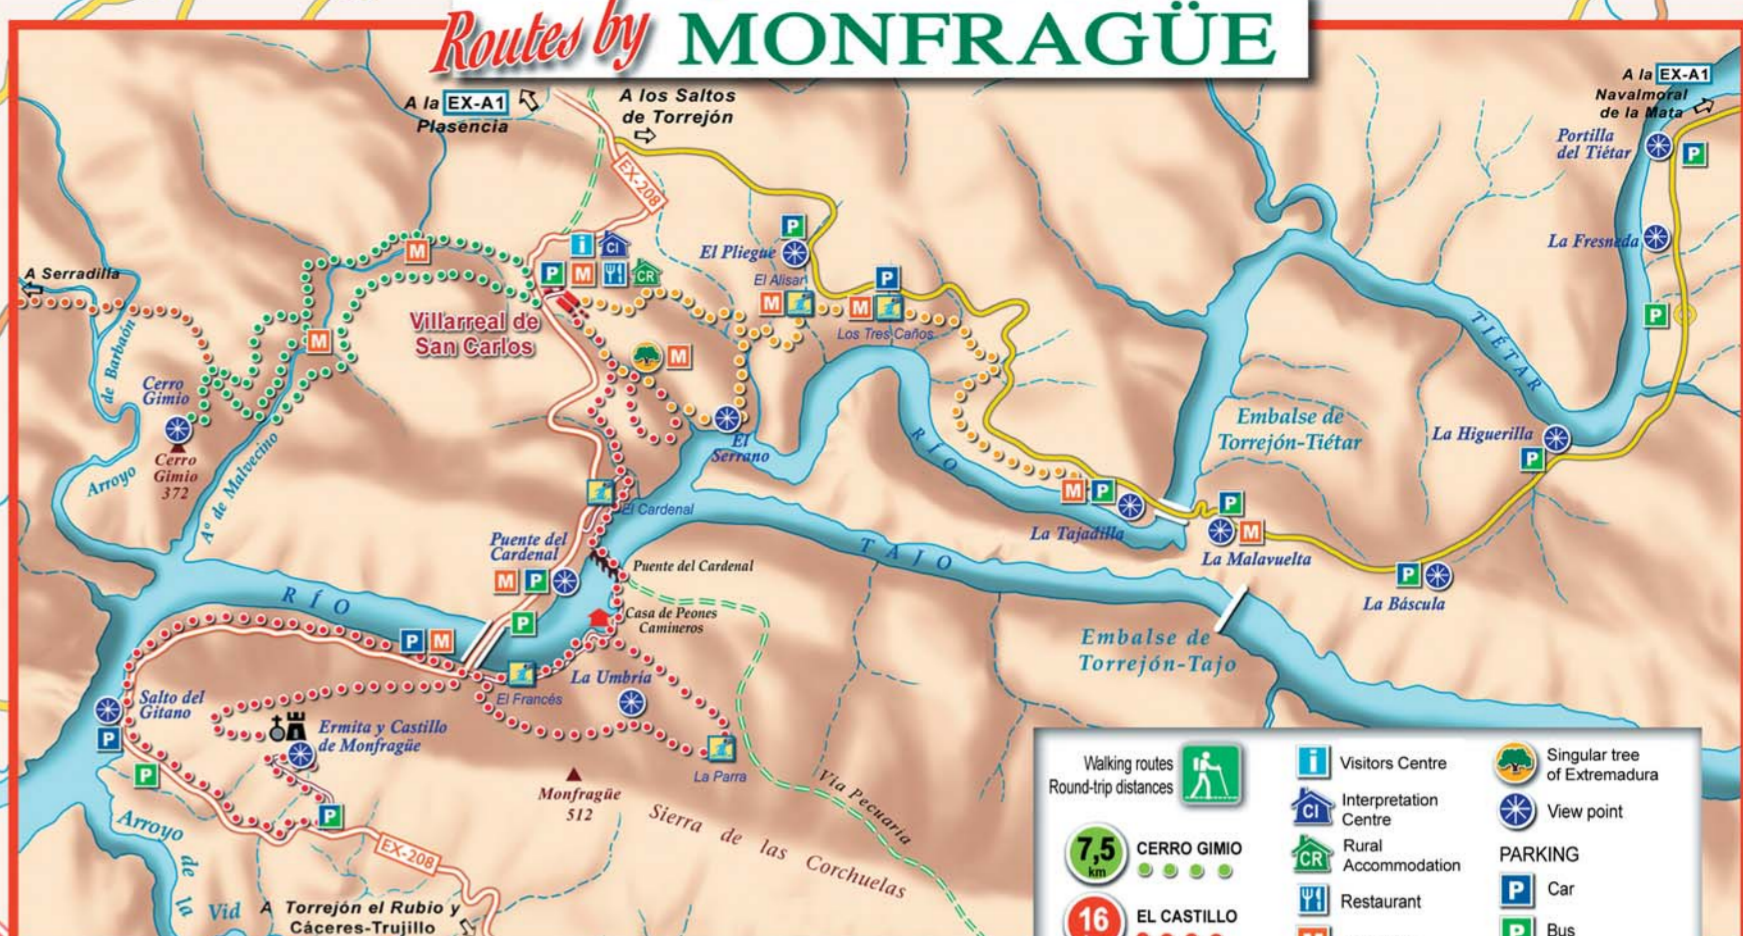 Routes by MONFRAGÜE
A la EX-A1
Plasencia
A los Saltos
de Torrejón
EX-208
A la EX-A1
Navalmoral
de la Mata
Portilla
del Tiétar
P
La Fresneda
P
A Serradilla
M
i
CI
P
M
CR
P
El Pliegue
El Alisar
M
P
M
Los Tres Caños
Villarreal de
San Carlos
M
M
de Barbaón
Arroyo
Cerro
Gimio
Cerro
Gimio
372
Aº de Malvecino
El
Serrano
RÍO
TIÉTAR
Embalse de
Torrejón-Tiétar
La Higuerilla
P
El Cardenal
M
P
La Tajadilla
P
M
La Malavuelta
P
La Báscula
Puente del
Cardenal
M
P
P
Puente del Cardenal
Casa de Peones
Camineros
TAJO
RÍO
Embalse de
Torrejón-Tajo
P
M
El Francés
La Umbría
La Parra
Salto del
Gitano
P
P
Ermita y Castillo
de Monfragüe
P
Monfragüe
512
Sierra de las Corchuelas
Vía Pecuaria
Arroyo de la Vid
EX-208
A Torrejón el Rubio y
Cáceres-Trujillo
Walking routes
Round-trip distances
7,5
km
CERRO GIMIO
16
EL CASTILLO
i
Visitors Centre
CI
Interpretation
Centre
CR
Rural
Accommodation
Restaurant
Singular tree
of Extremadura
View point
PARKING
P
Car
P
Bus